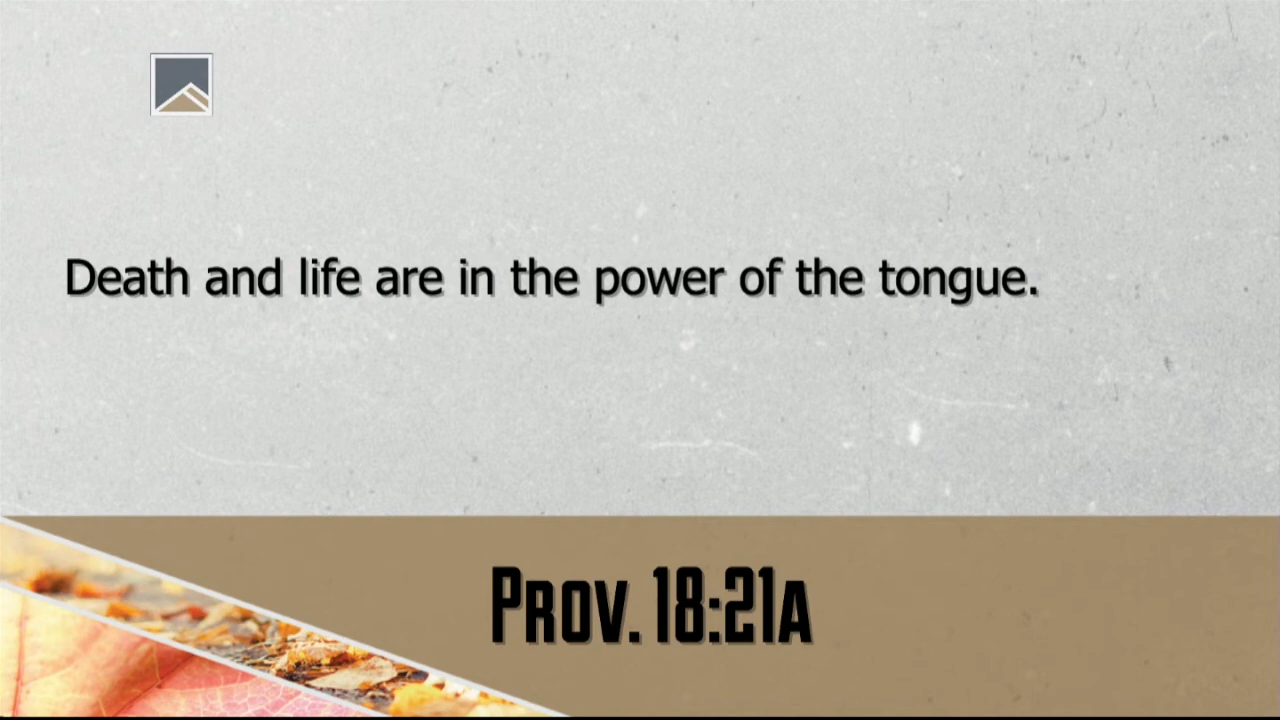 Death and life are in the power of the tongue.
Prov. 18:21a